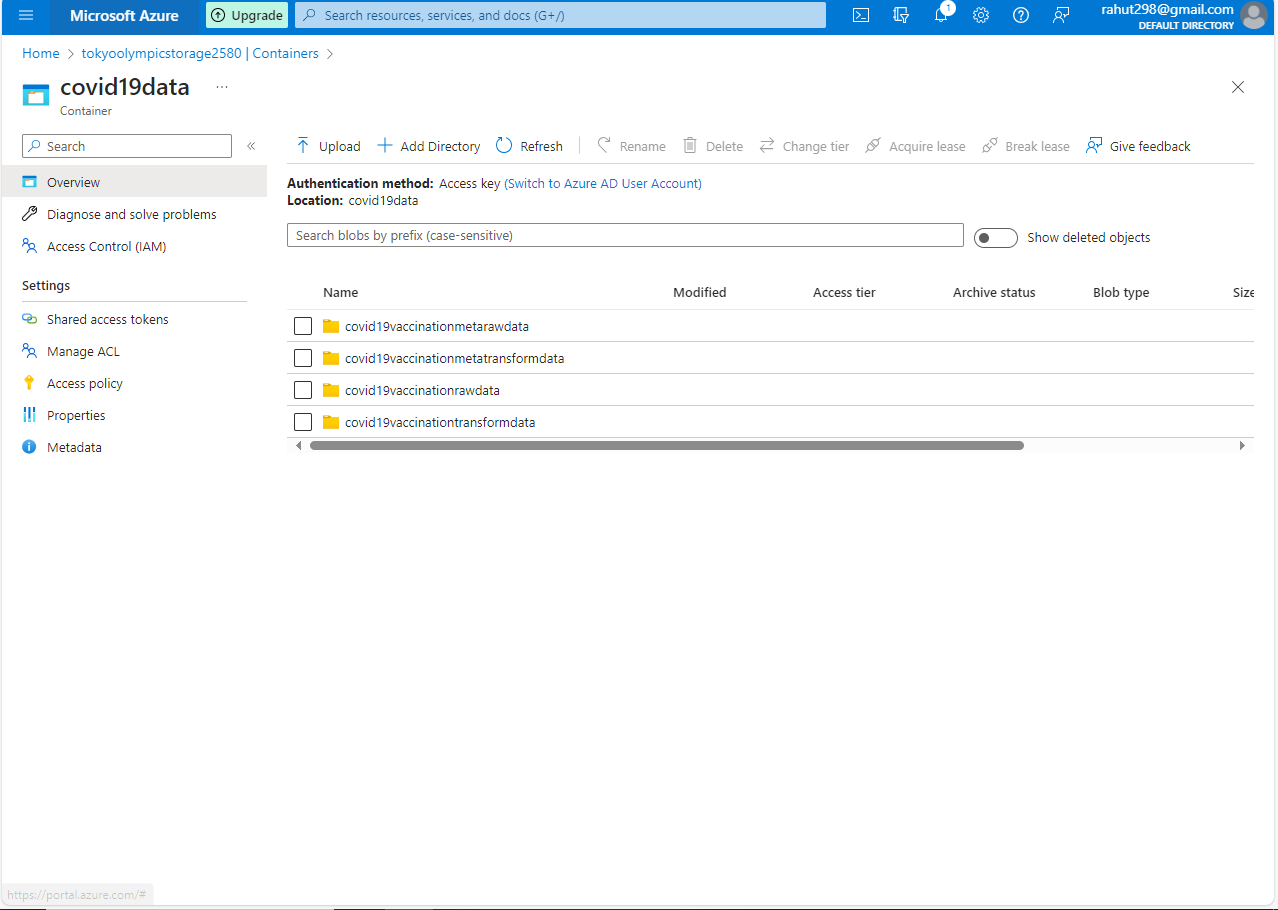 Microsoft Azure Upgrade Search resources, services, and docs (G+/) 1 rahut298@gmail.com
DEFAULT DIRECTORY
Home > tokyoolympicstorage2580 | Containers >
covid19data ...
Container
Search «
Upload Add Directory Refresh Rename Delete Change tier Acquire lease Break lease Give feedback
Overview
Diagnose and solve problems
Access Control (IAM)
Settings
Shared access tokens
Manage ACL
Access policy
Properties
Metadata
Authentication method: Access key (Switch to Azure AD User Account)
Location: covid19data
Search blobs by prefix (case-sensitive) Show deleted objects
Name Modified Access tier Archive status Blob type Size
covid19vaccinationmetarawdata
covid19vaccinationmetatransformdata
covid19vaccinationrawdata
covid19vaccinationtransformdata
https://portal.azure.com/#